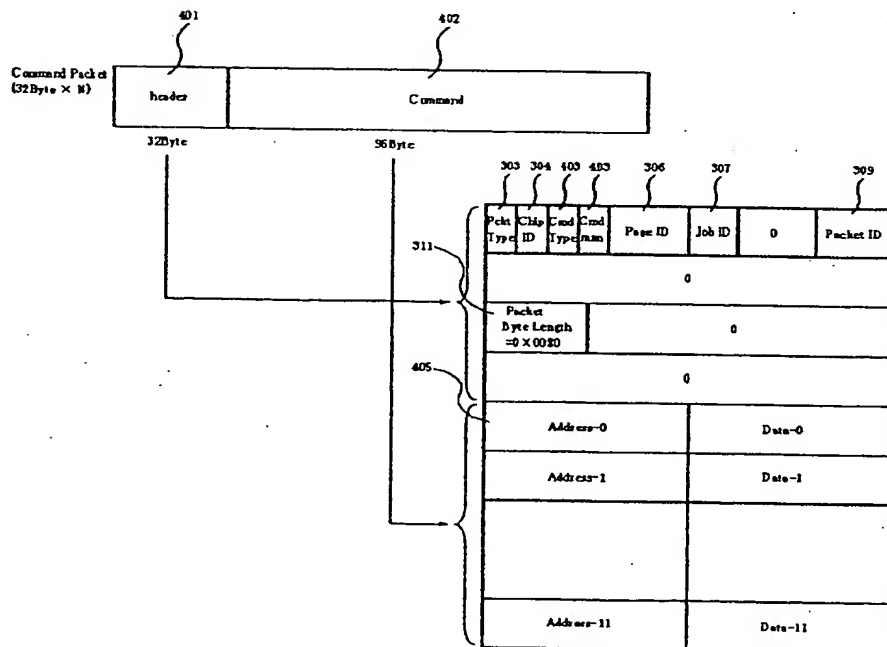 401
402
Command Packet
(32Byte × N)
header
Command
32Byte
96Byte
303 304 403 403 306 307 309
Pckt Type
Chip ID
Cmd Type
Cmd num
Page ID
Job ID
0
Packet ID
311
0
Packet
Byte Length
=0×0080
0
0
405
Address-0
Data-0
Address-1
Data-1
Address-11
Data-11